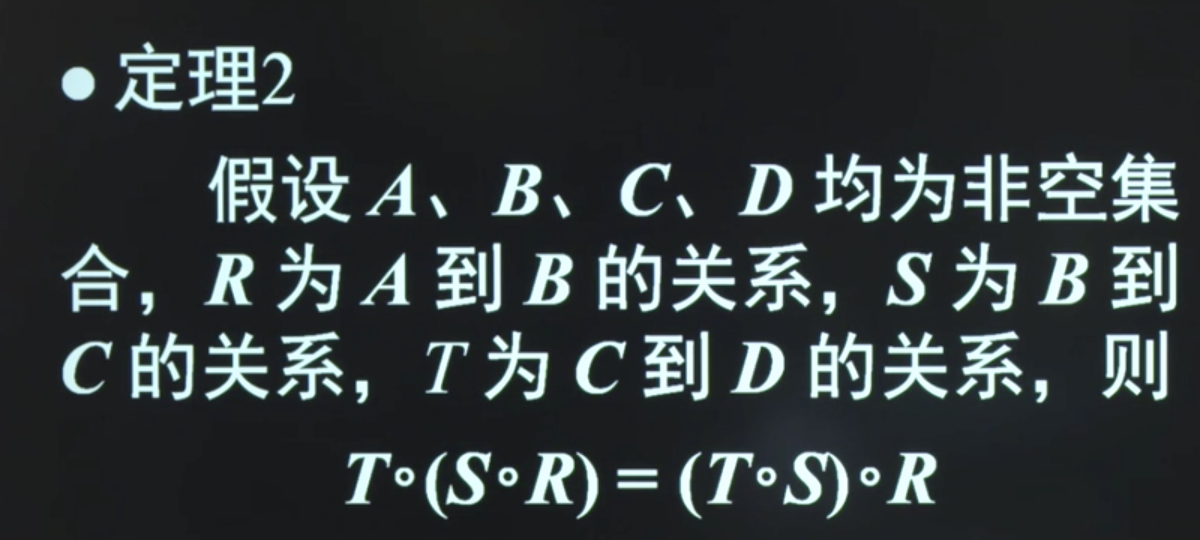 ● 定理2
假设 A、B、C、D 均为非空集
合，R 为 A 到 B 的关系，S 为 B 到
C 的关系，T 为 C 到 D 的关系，则
T∘(S∘R) = (T∘S)∘R